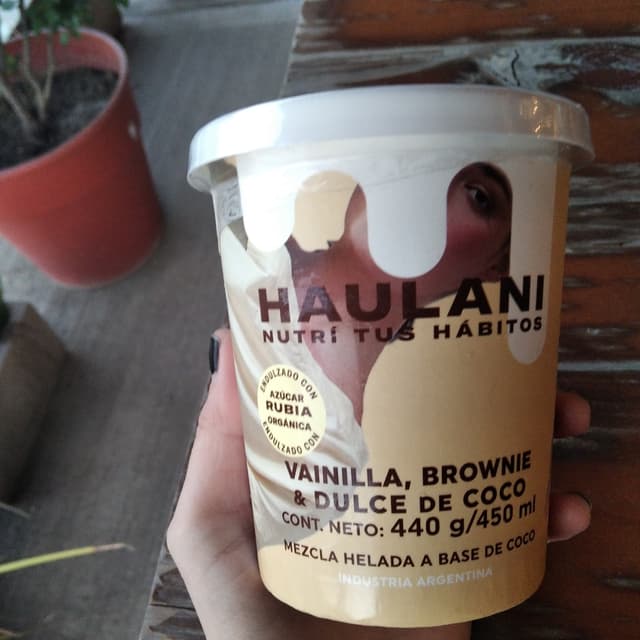 HAULANI
NUTRÍ TUS HÁBITOS
ENDULZADO CON
AZÚCAR
RUBIA
ORGÁNICA
ENDULZADO CON
VAINILLA, BROWNIE
& DULCE DE COCO
CONT. NETO: 440 g/450 ml
MEZCLA HELADA A BASE DE COCO
INDUSTRIA ARGENTINA